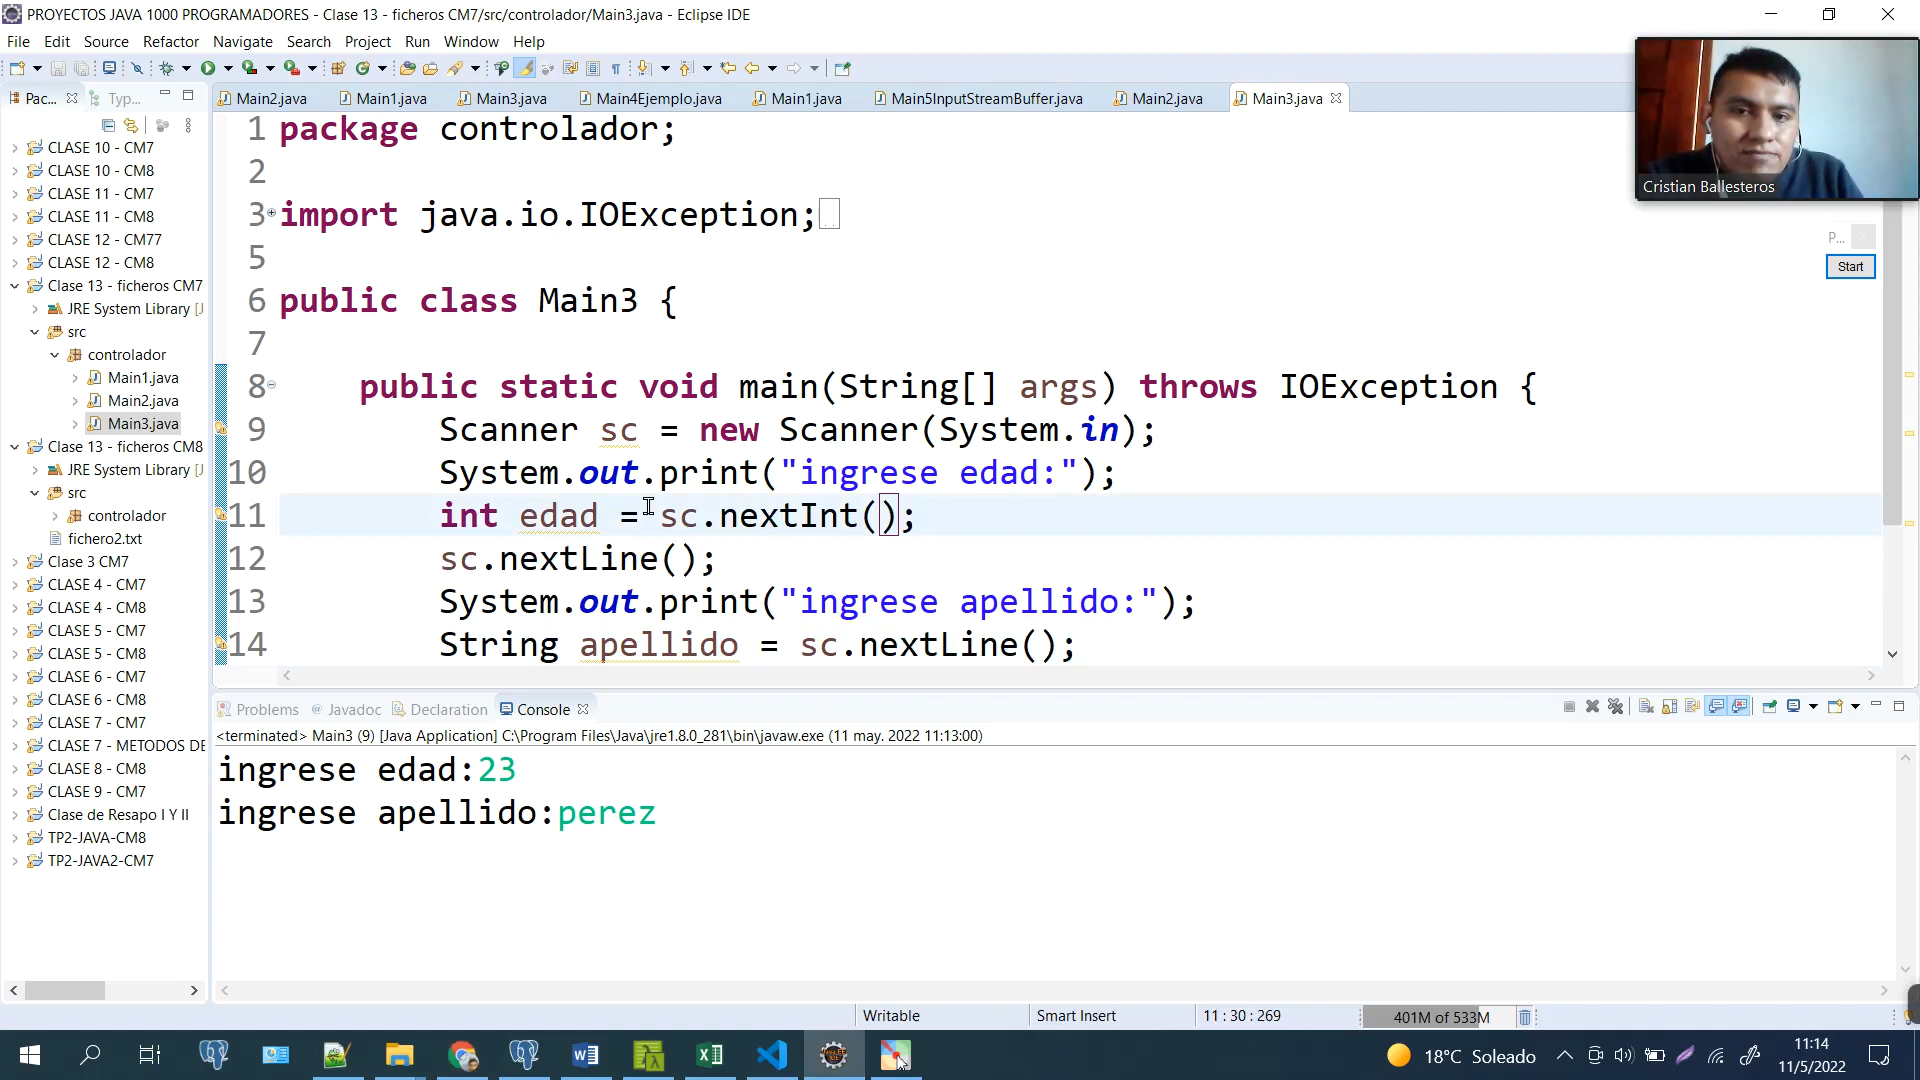 PROYECTOS JAVA 1000 PROGRAMADORES - Clase 13 - ficheros CM7/src/controlador/Main3.java - Eclipse IDE
File Edit Source Refactor Navigate Search Project Run Window Help
Pac... Typ...
Main2.java Main1.java Main3.java Main4Ejemplo.java Main1.java Main5InputStreamBuffer.java Main2.java Main3.java
CLASE 10 - CM7
CLASE 10 - CM8
CLASE 11 - CM7
CLASE 11 - CM8
CLASE 12 - CM77
CLASE 12 - CM8
Clase 13 - ficheros CM7
JRE System Library [J
src
controlador
Main1.java
Main2.java
Main3.java
Clase 13 - ficheros CM8
JRE System Library [J
src
controlador
fichero2.txt
Clase 3 CM7
CLASE 4 - CM7
CLASE 4 - CM8
CLASE 5 - CM7
CLASE 5 - CM8
CLASE 6 - CM7
CLASE 6 - CM8
CLASE 7 - CM7
CLASE 7 - METODOS DE
CLASE 8 - CM8
CLASE 9 - CM7
Clase de Resapo I Y II
TP2-JAVA-CM8
TP2-JAVA2-CM7
1 package controlador;
2
3 import java.io.IOException;
5
6 public class Main3 {
7
8 public static void main(String[] args) throws IOException {
9 Scanner sc = new Scanner(System.in);
10 System.out.print("ingrese edad:");
11 int edad = sc.nextInt();
12 sc.nextLine();
13 System.out.print("ingrese apellido:");
14 String apellido = sc.nextLine();
Cristian Ballesteros
P...
Start
Problems Javadoc Declaration Console
<terminated> Main3 (9) [Java Application] C:\Program Files\Java\jre1.8.0_281\bin\javaw.exe (11 may. 2022 11:13:00)
ingrese edad:23
ingrese apellido:perez
Writable Smart Insert 11 : 30 : 269 401M of 533M
18°C Soleado
11:14
11/5/2022